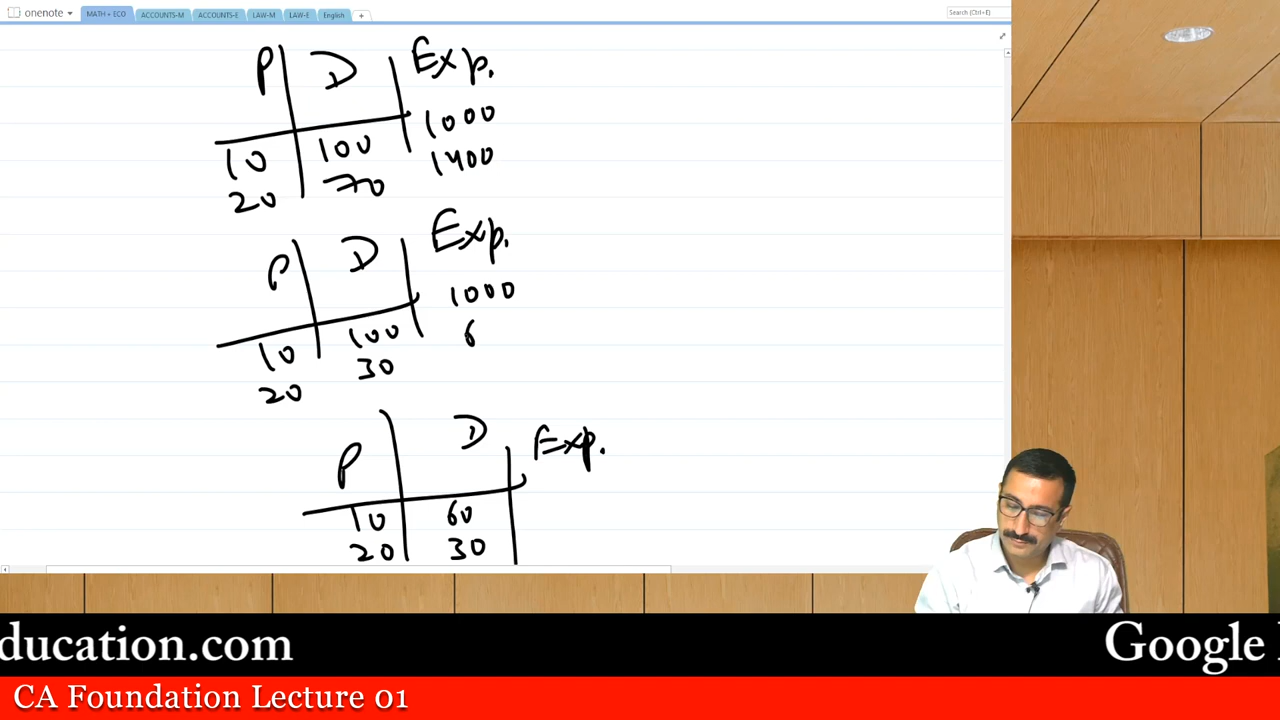 onenote MATH + ECO ACCOUNTS-M ACCOUNTS-E LAW-M LAW-E English + Search (Ctrl+E)
P D Exp.
10 100 1000
20 70 1400
P D Exp.
10 100 1000
20 30 6
P D Exp.
10 60
20 30
ducation.com Google
CA Foundation Lecture 01